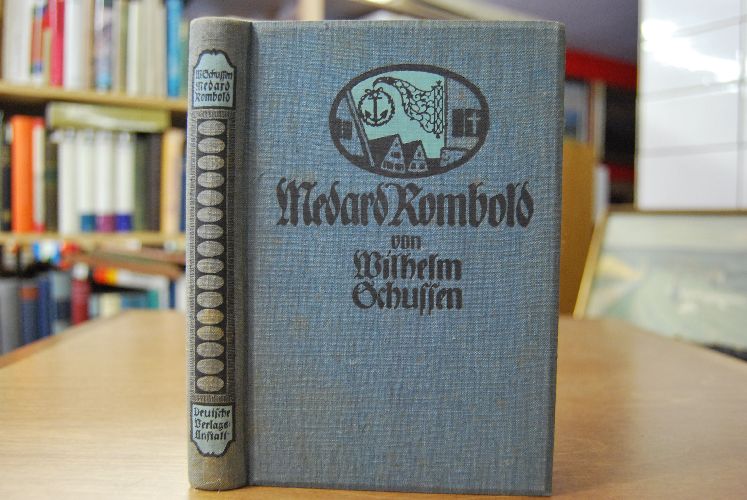 W. Schussen
Medard
Rombold
Deutsche
Verlags-
Anstalt
Medard Rombold
von
Wilhelm
Schussen